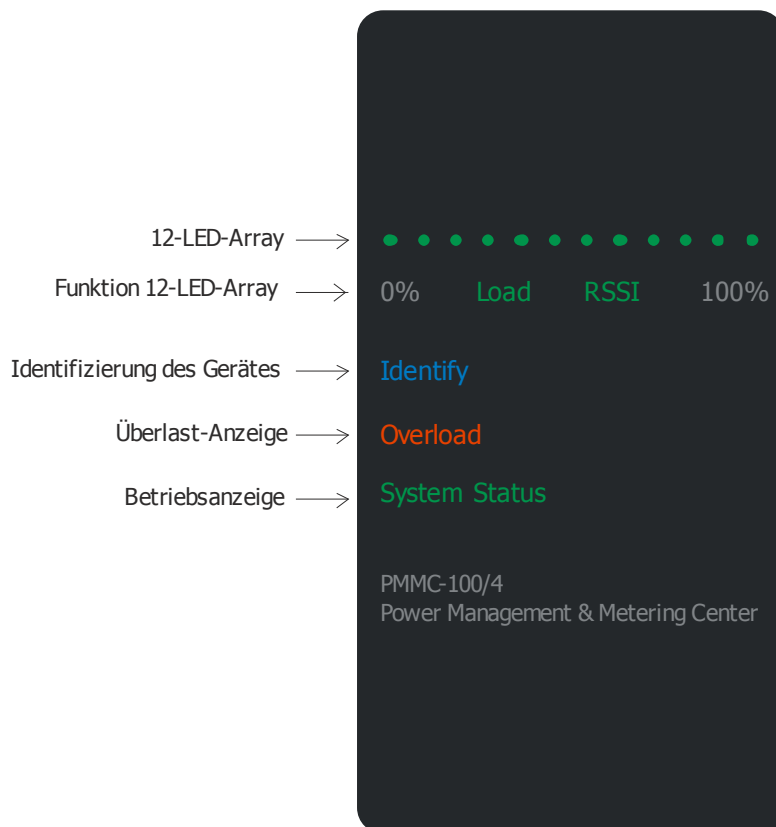 12-LED-Array
Funktion 12-LED-Array 0% Load RSSI 100%
Identifizierung des Gerätes Identify
Überlast-Anzeige Overload
Betriebsanzeige System Status
PMMC-100/4
Power Management & Metering Center